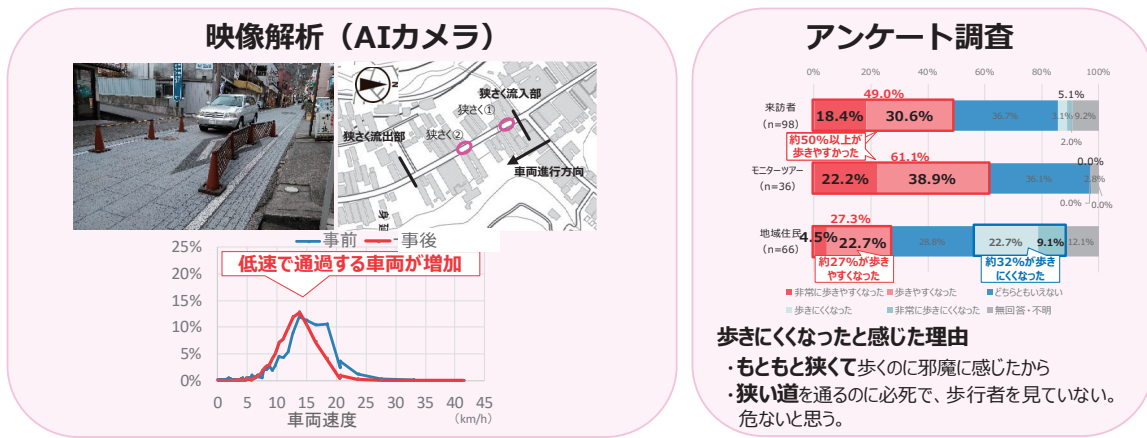 映像解析（AIカメラ）
N
狭さく流入部
狭さく①
狭さく流出部
狭さく②
車両進行方向
事前
事後
低速で通過する車両が増加
25%
20%
15%
10%
5%
0%
0 5 10 15 20 25 30 35 40 45
車両速度
(km/h)
アンケート調査
0% 20% 40% 60% 80% 100%
49.0%
5.1%
来訪者
(n=98)
18.4% 30.6% 36.7% 3.1% 9.2%
2.0%
約50%以上が
歩きやすかった
61.1%
0.0%
モニターツアー
(n=36)
22.2% 38.9% 36.1% 2.8%
0.0% 0.0%
27.3%
地域住民
(n=66)
4.5% 22.7% 28.8% 22.7% 9.1% 12.1%
約27%が歩き
やすくなった
約32%が歩き
にくくなった
非常に歩きやすくなった 歩きやすくなった どちらともいえない
歩きにくくなった 非常に歩きにくくなった 無回答・不明
歩きにくくなったと感じた理由
・もともと狭くて歩くのに邪魔に感じたから
・狭い道を通るのに必死で、歩行者を見ていない。
危ないと思う。